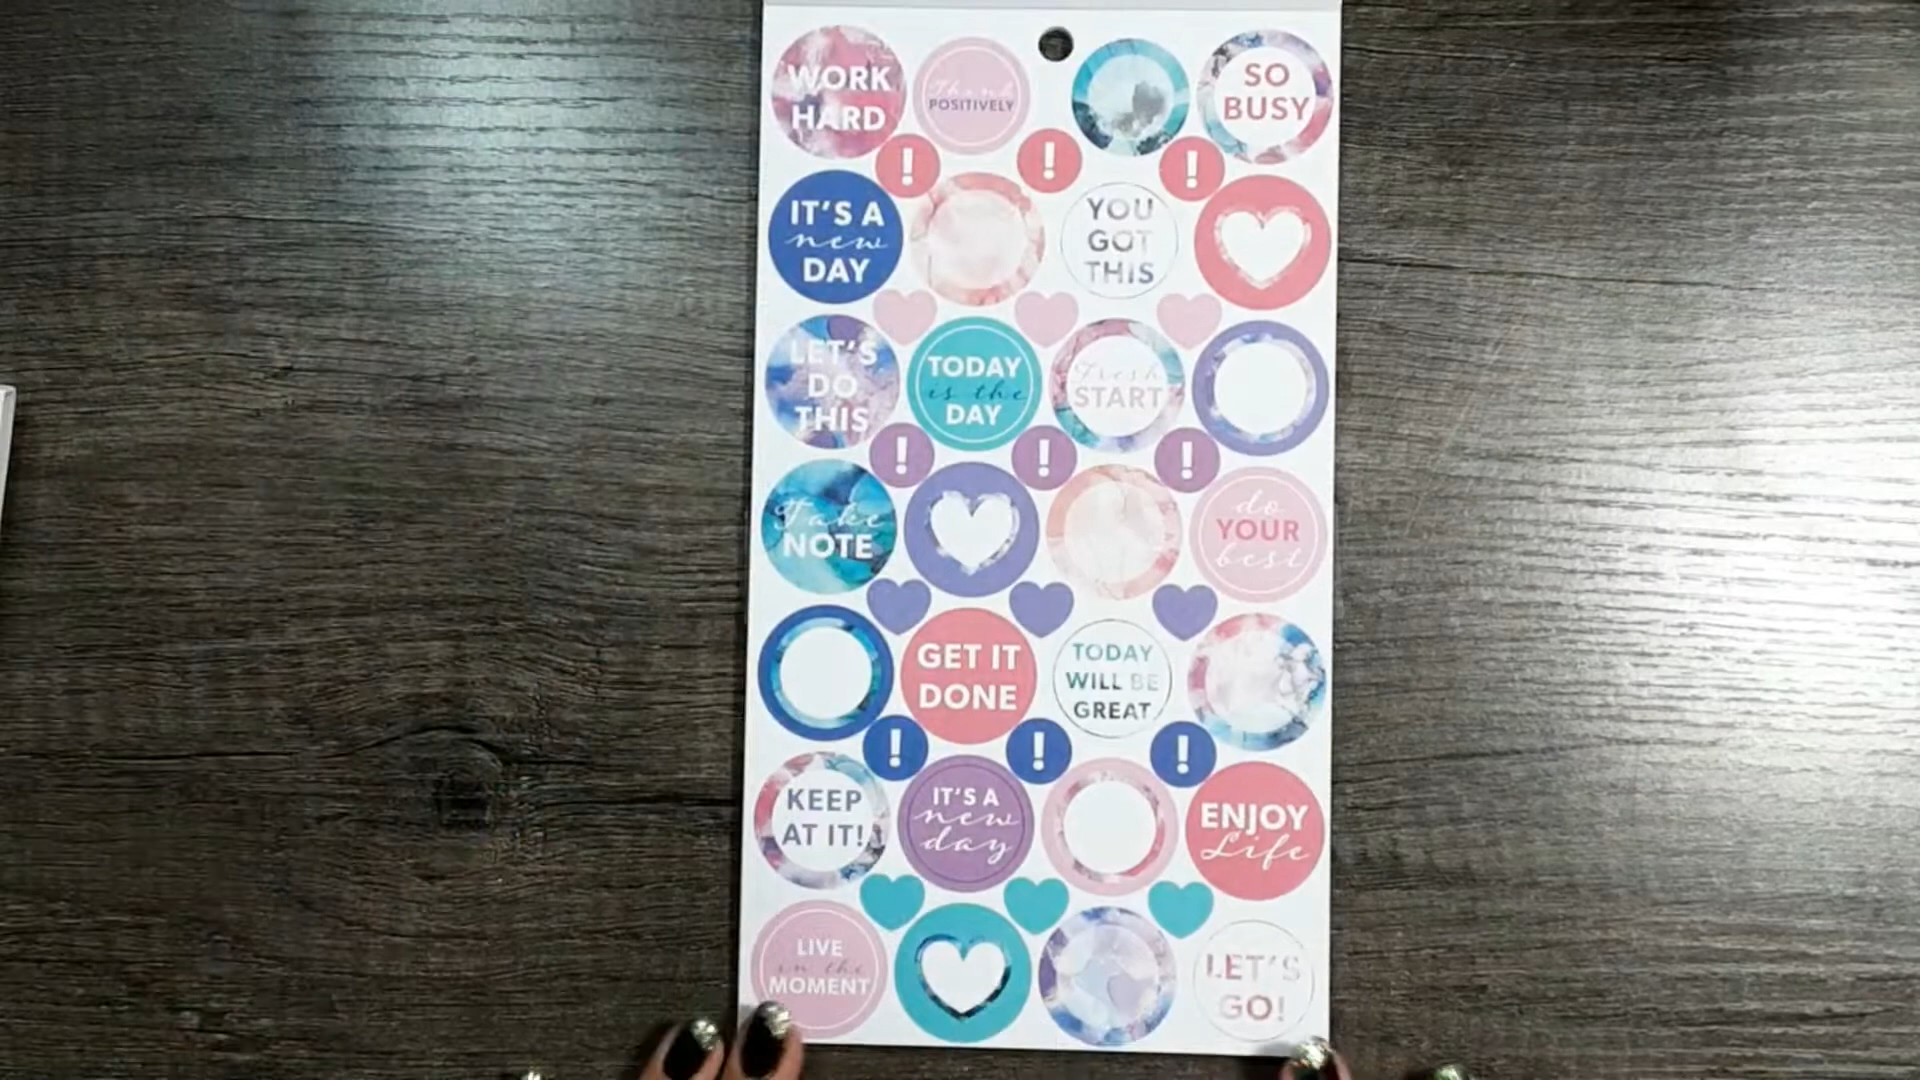 WORK
HARD
Think
POSITIVELY
SO
BUSY
!
!
!
IT'S A
new
DAY
YOU
GOT
THIS
LET'S
DO
THIS
TODAY
is the
DAY
Fresh
START
!
!
!
Take
NOTE
do
YOUR
best
GET IT
DONE
TODAY
WILL BE
GREAT
!
!
!
KEEP
AT IT!
IT'S A
new
day
ENJOY
Life
LIVE
in the
MOMENT
LET'S
GO!